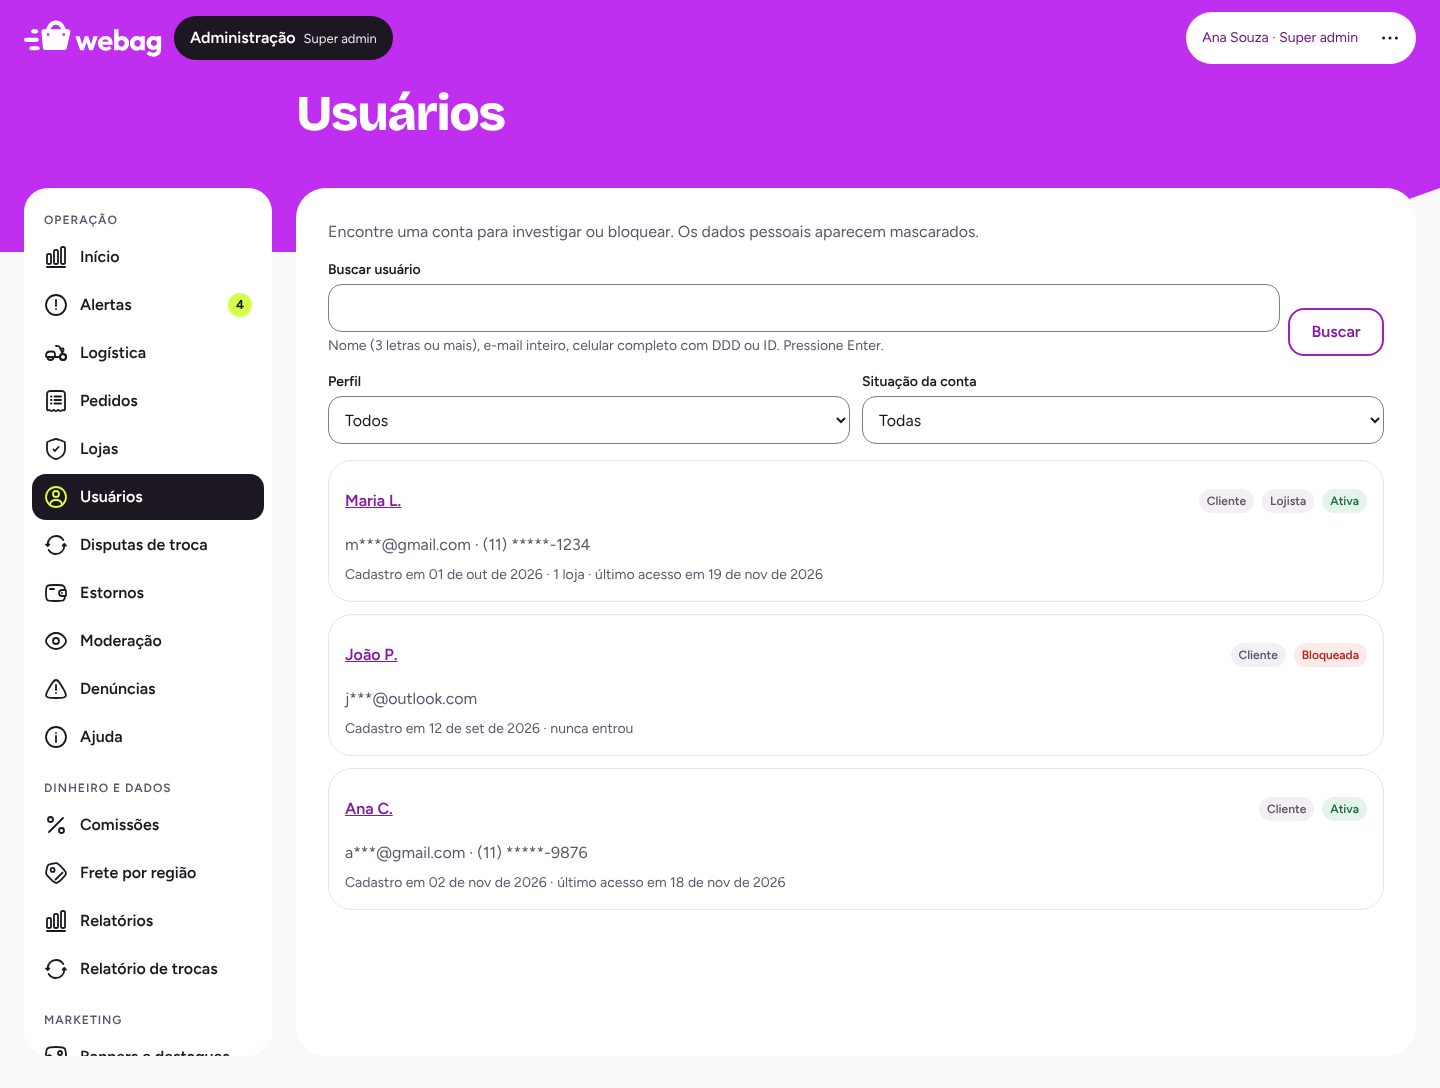 webag
Administração Super admin
Ana Souza · Super admin
Usuários
OPERAÇÃO
Início
Alertas 4
Logística
Pedidos
Lojas
Usuários
Disputas de troca
Estornos
Moderação
Denúncias
Ajuda
DINHEIRO E DADOS
Comissões
Frete por região
Relatórios
Relatório de trocas
MARKETING
Banners e destaques
Encontre uma conta para investigar ou bloquear. Os dados pessoais aparecem mascarados.
Buscar usuário
Buscar
Nome (3 letras ou mais), e-mail inteiro, celular completo com DDD ou ID. Pressione Enter.
Perfil
Todos
Situação da conta
Todas
Maria L.
Cliente Lojista Ativa
m***@gmail.com · (11) *****-1234
Cadastro em 01 de out de 2026 · 1 loja · último acesso em 19 de nov de 2026
João P.
Cliente Bloqueada
j***@outlook.com
Cadastro em 12 de set de 2026 · nunca entrou
Ana C.
Cliente Ativa
a***@gmail.com · (11) *****-9876
Cadastro em 02 de nov de 2026 · último acesso em 18 de nov de 2026